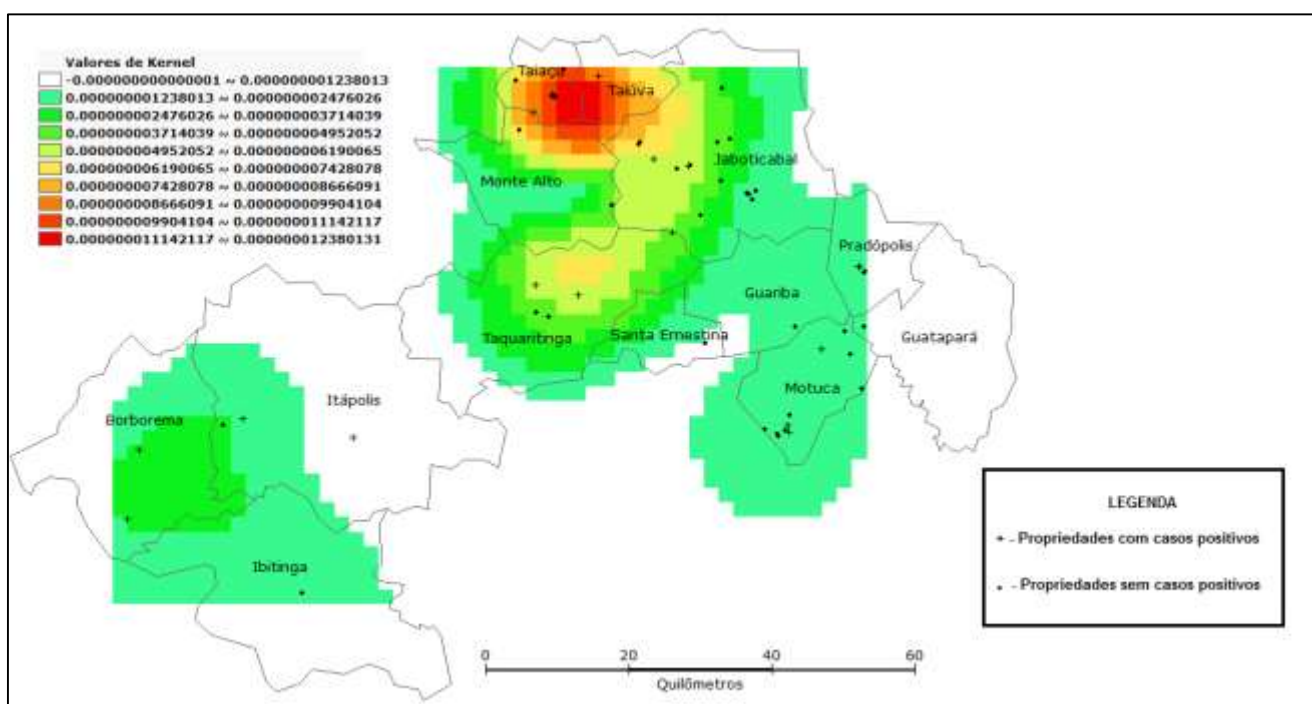 Valores de Kernel
-0.000000000000001 ~ 0.000000001238013
0.000000001238013 ~ 0.000000002476026
0.000000002476026 ~ 0.000000003714039
0.000000003714039 ~ 0.000000004952052
0.000000004952052 ~ 0.000000006190065
0.000000006190065 ~ 0.000000007428078
0.000000007428078 ~ 0.000000008666091
0.000000008666091 ~ 0.000000009904104
0.000000009904104 ~ 0.000000011142117
0.000000011142117 ~ 0.000000012380131
Taiaçu
Taiúva
Jaboticabal
Monte Alto
Pradópolis
Guariba
Guatapará
Santa Ernestina
Taquaritinga
Motuca
Itápolis
Borborema
Ibitinga
LEGENDA
+ - Propriedades com casos positivos
• - Propriedades sem casos positivos
0 20 40 60
Quilômetros